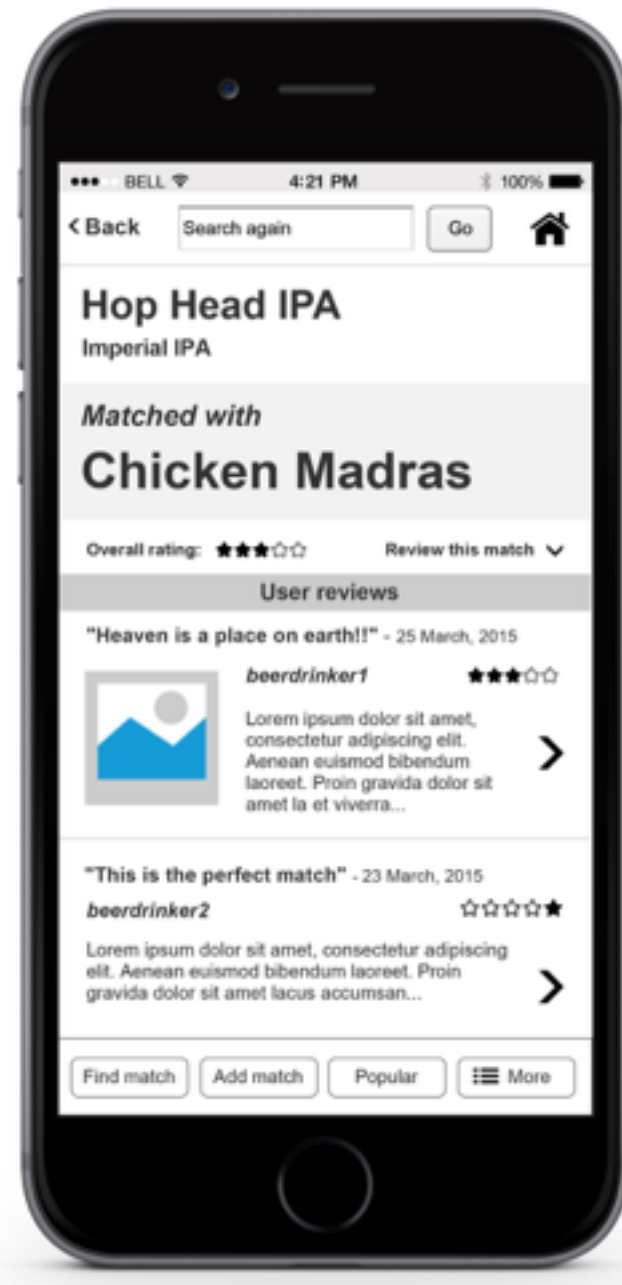 BELL 4:21 PM 100%
Back Search again Go
Hop Head IPA
Imperial IPA
Matched with
Chicken Madras
Overall rating: Review this match
User reviews
"Heaven is a place on earth!!" - 25 March, 2015
beerdrinker1
Lorem ipsum dolor sit amet,
consectetur adipiscing elit.
Aenean euismod bibendum
laoreet. Proin gravida dolor sit
amet la et viverra...
"This is the perfect match" - 23 March, 2015
beerdrinker2
Lorem ipsum dolor sit amet, consectetur adipiscing
elit. Aenean euismod bibendum laoreet. Proin
gravida dolor sit amet lacus accumsan...
Find match Add match Popular More